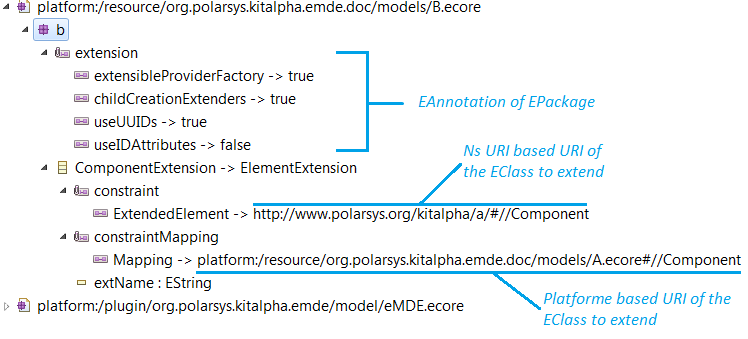 platform:/resource/org.polarsys.kitalpha.emde.doc/models/B.ecore
b
extension
extensibleProviderFactory -> true
childCreationExtenders -> true
EAnnotation of EPackage
useUUIDs -> true
useIDAttributes -> false
Ns URI based URI of
the EClass to extend
ComponentExtension -> ElementExtension
constraint
ExtendedElement -> http://www.polarsys.org/kitalpha/a/#//Component
constraintMapping
Mapping -> platform:/resource/org.polarsys.kitalpha.emde.doc/models/A.ecore#//Component
extName : EString
Platforme based URI of the
EClass to extend
platform:/plugin/org.polarsys.kitalpha.emde/model/eMDE.ecore